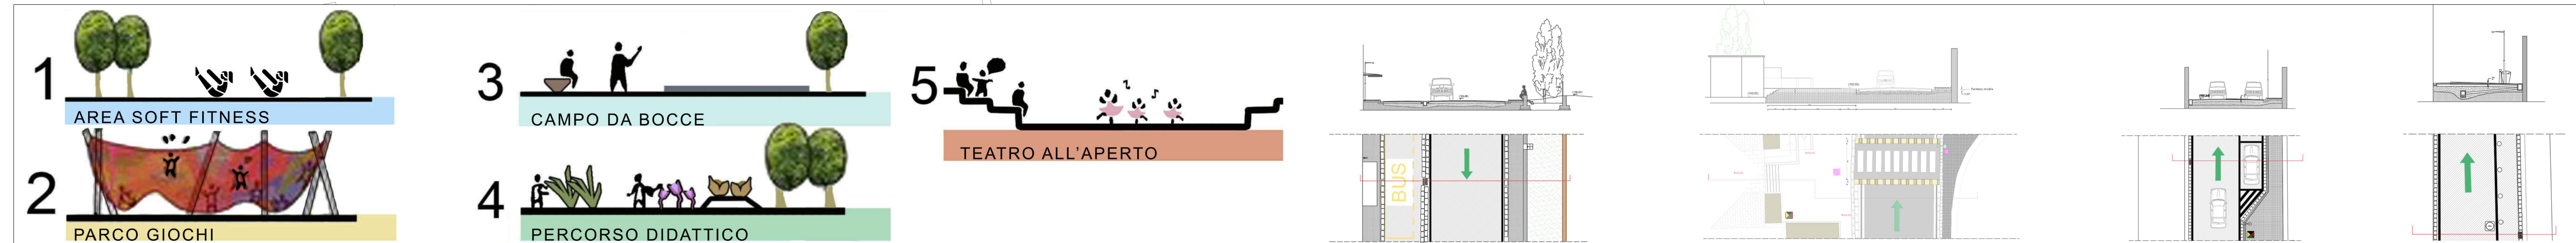 1
AREA SOFT FITNESS
2
PARCO GIOCHI
3
CAMPO DA BOCCE
4
PERCORSO DIDATTICO
5
TEATRO ALL'APERTO
BUS